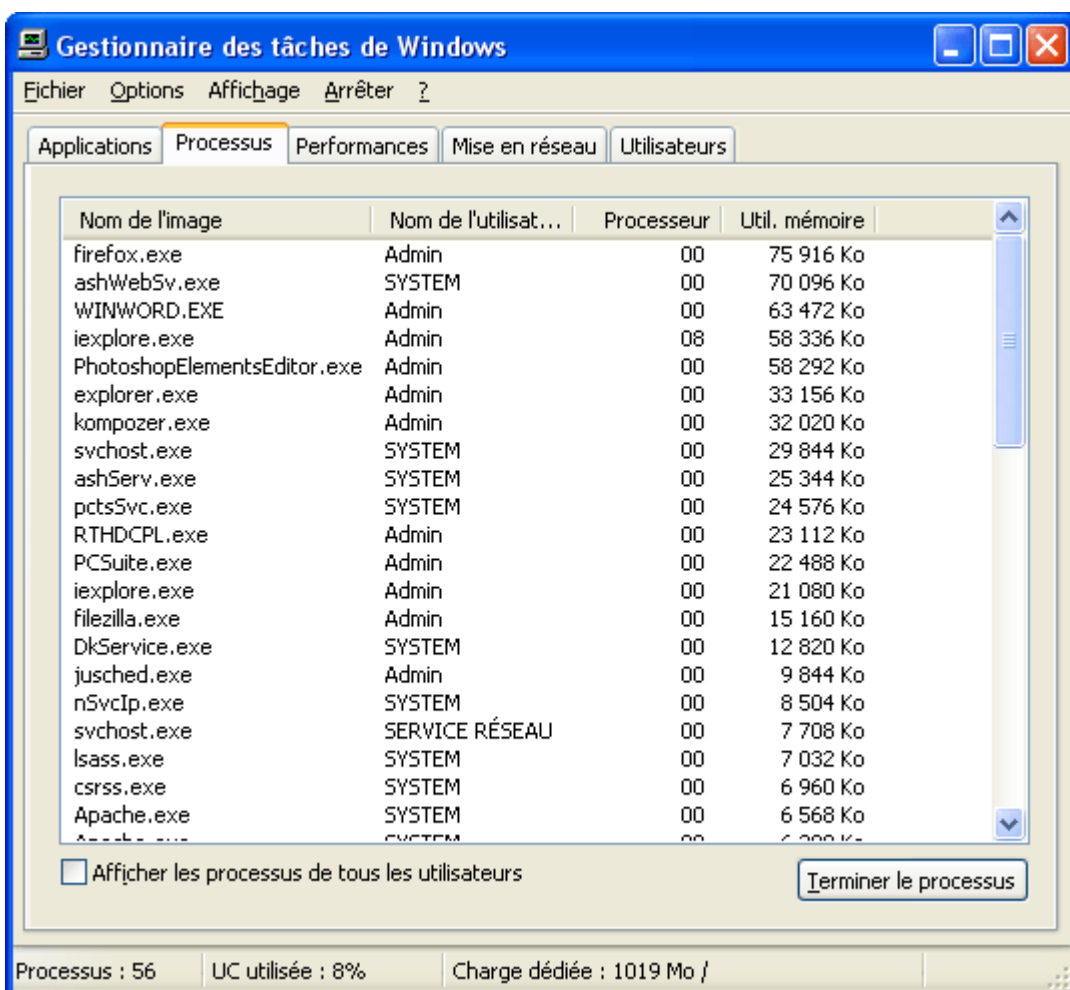 Gestionnaire des tâches de Windows
Fichier Options Affichage Arrêter ?
Applications Processus Performances Mise en réseau Utilisateurs
Nom de l'image Nom de l'utilisat... Processeur Util. mémoire
firefox.exe Admin 00 75 916 Ko
ashWebSv.exe SYSTEM 00 70 096 Ko
WINWORD.EXE Admin 00 63 472 Ko
iexplore.exe Admin 08 58 336 Ko
PhotoshopElementsEditor.exe Admin 00 58 292 Ko
explorer.exe Admin 00 33 156 Ko
kompozer.exe Admin 00 32 020 Ko
svchost.exe SYSTEM 00 29 844 Ko
ashServ.exe SYSTEM 00 25 344 Ko
pctsSvc.exe SYSTEM 00 24 576 Ko
RTHDCPL.exe Admin 00 23 112 Ko
PCSuite.exe Admin 00 22 488 Ko
iexplore.exe Admin 00 21 080 Ko
filezilla.exe Admin 00 15 160 Ko
DkService.exe SYSTEM 00 12 820 Ko
jusched.exe Admin 00 9 844 Ko
nSvcIp.exe SYSTEM 00 8 504 Ko
svchost.exe SERVICE RÉSEAU 00 7 708 Ko
lsass.exe SYSTEM 00 7 032 Ko
csrss.exe SYSTEM 00 6 960 Ko
Apache.exe SYSTEM 00 6 568 Ko
Afficher les processus de tous les utilisateurs
Terminer le processus
Processus : 56 UC utilisée : 8% Charge dédiée : 1019 Mo /